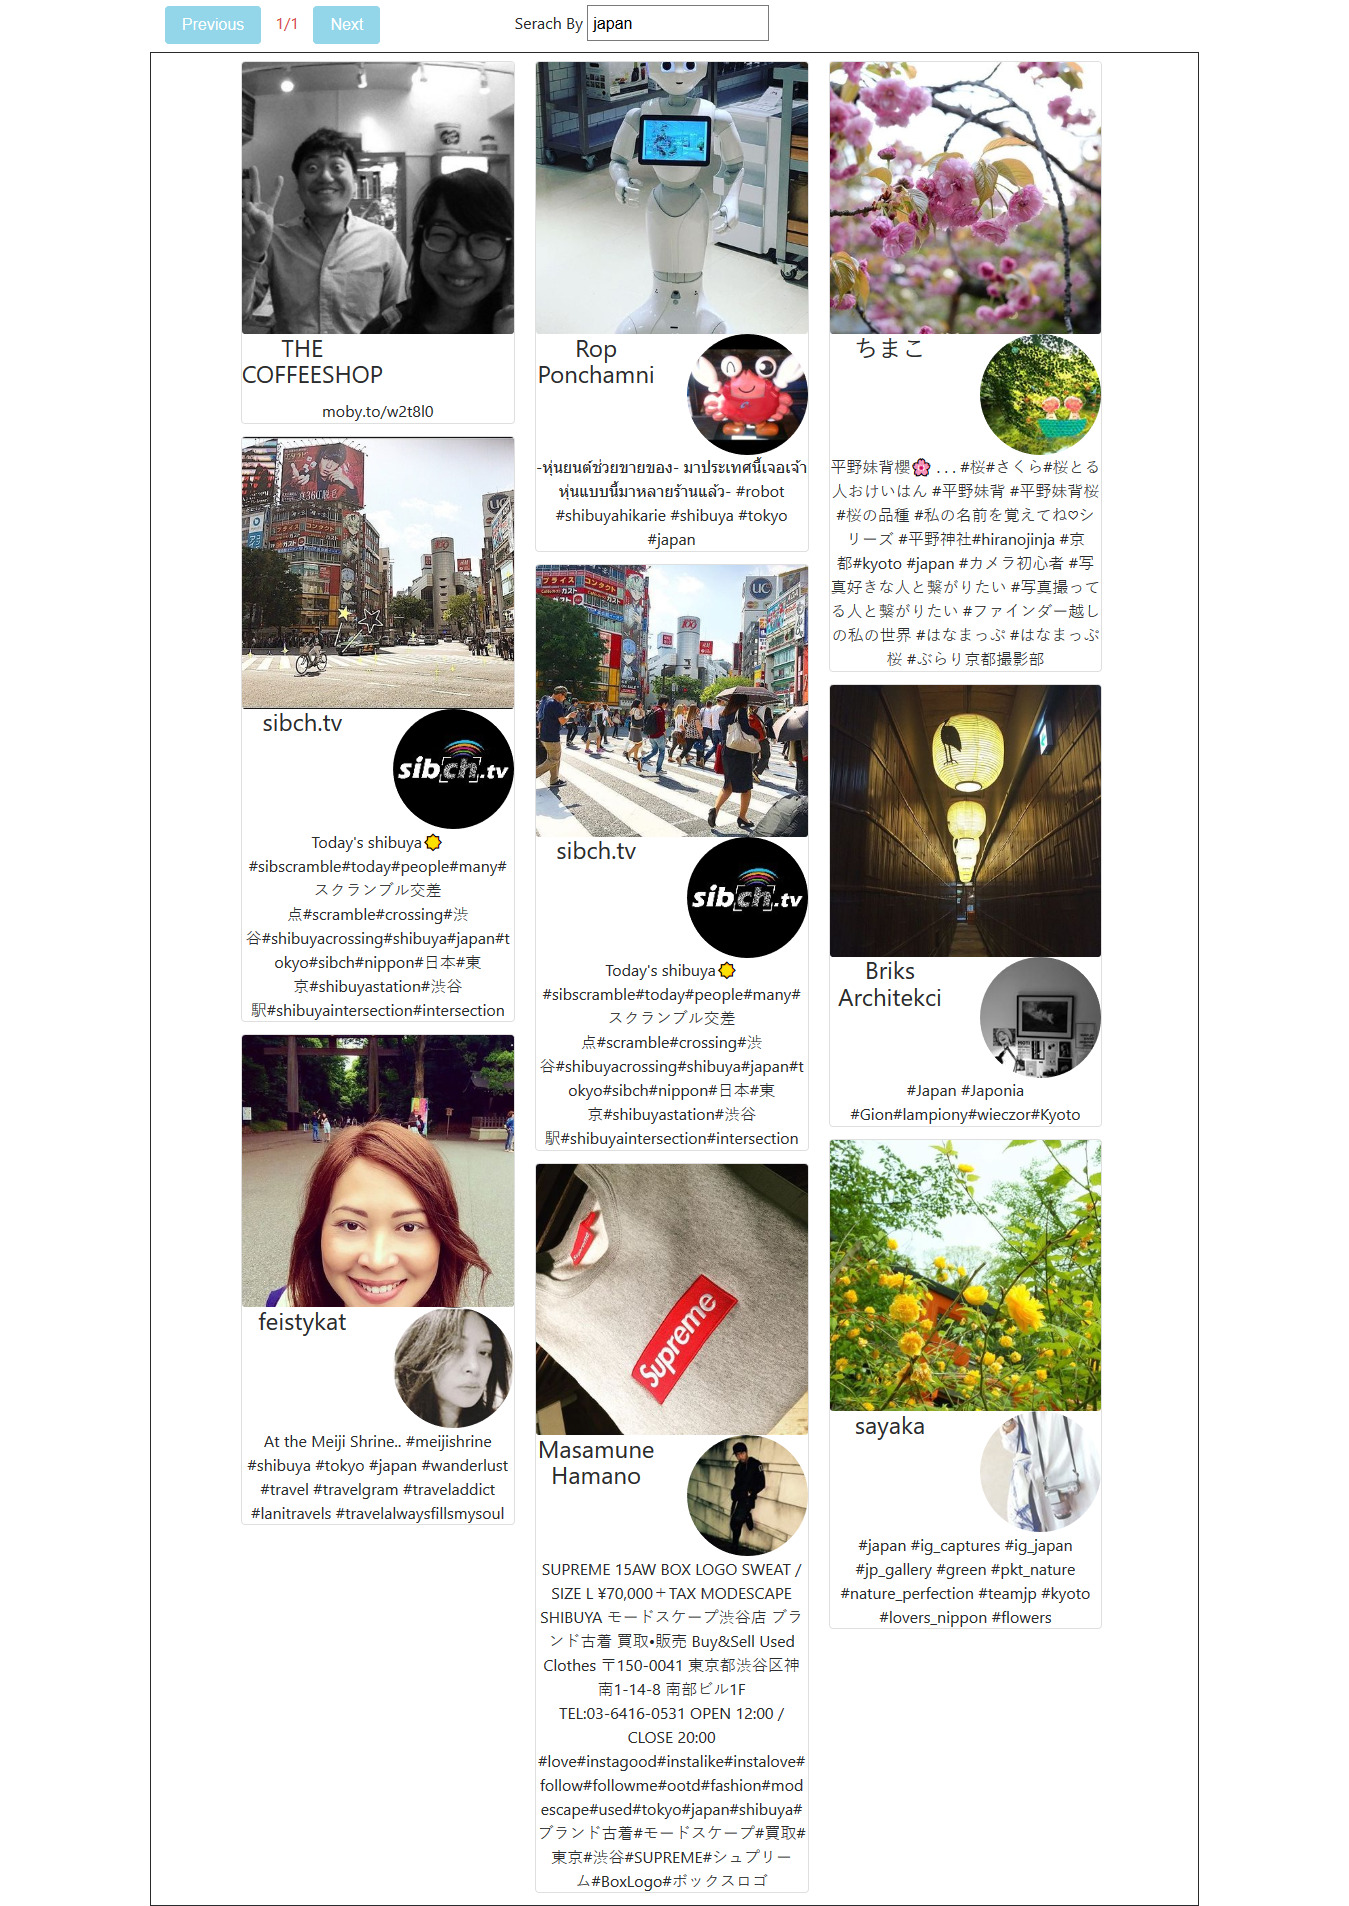 Previous
1/1
Next
Serach By
japan
THE
COFFEESHOP
moby.to/w2t8l0
sibch.tv
sibch.tv
Today's shibuya
#sibscramble#today#people#many#
スクランブル交差
点#scramble#crossing#渋
谷#shibuyacrossing#shibuya#japan#t
okyo#sibch#nippon#日本#東
京#shibuyastation#渋谷
駅#shibuyaintersection#intersection
feistykat
At the Meiji Shrine.. #meijishrine
#shibuya #tokyo #japan #wanderlust
#travel #travelgram #traveladdict
#lanitravels #travelalwaysfillsmysoul
Rop
Ponchamni
-หุ่นยนต์ช่วยขายของ- มาประเทศนี้เจอเจ้า
หุ่นแบบนี้มาหลายร้านแล้ว- #robot
#shibuyahikarie #shibuya #tokyo
#japan
プライス コンタクト
109
UC
sibch.tv
sibch.tv
Today's shibuya
#sibscramble#today#people#many#
スクランブル交差
点#scramble#crossing#渋
谷#shibuyacrossing#shibuya#japan#t
okyo#sibch#nippon#日本#東
京#shibuyastation#渋谷
駅#shibuyaintersection#intersection
Supreme
Supreme
Masamune
Hamano
SUPREME 15AW BOX LOGO SWEAT /
SIZE L ¥70,000＋TAX MODESCAPE
SHIBUYA モードスケープ渋谷店 ブラ
ンド古着 買取•販売 Buy&Sell Used
Clothes 〒150-0041 東京都渋谷区神
南1-14-8 南部ビル1F
TEL:03-6416-0531 OPEN 12:00 /
CLOSE 20:00
#love#instagood#instalike#instalove#
follow#followme#ootd#fashion#mod
escape#used#tokyo#japan#shibuya#
ブランド古着#モードスケープ#買取#
東京#渋谷#SUPREME#シュプリー
ム#BoxLogo#ボックスロゴ
ちまこ
平野妹背櫻 . . . #桜#さくら#桜とる
人おけいはん #平野妹背 #平野妹背桜
#桜の品種 #私の名前を覚えてね♡シ
リーズ #平野神社#hiranojinja #京
都#kyoto #japan #カメラ初心者 #写
真好きな人と繋がりたい #写真撮って
る人と繋がりたい #ファインダー越し
の私の世界 #はなまっぷ #はなまっぷ
桜 #ぶらり京都撮影部
Briks
Architekci
#Japan #Japonia
#Gion#lampiony#wieczor#Kyoto
sayaka
#japan #ig_captures #ig_japan
#jp_gallery #green #pkt_nature
#nature_perfection #teamjp #kyoto
#lovers_nippon #flowers